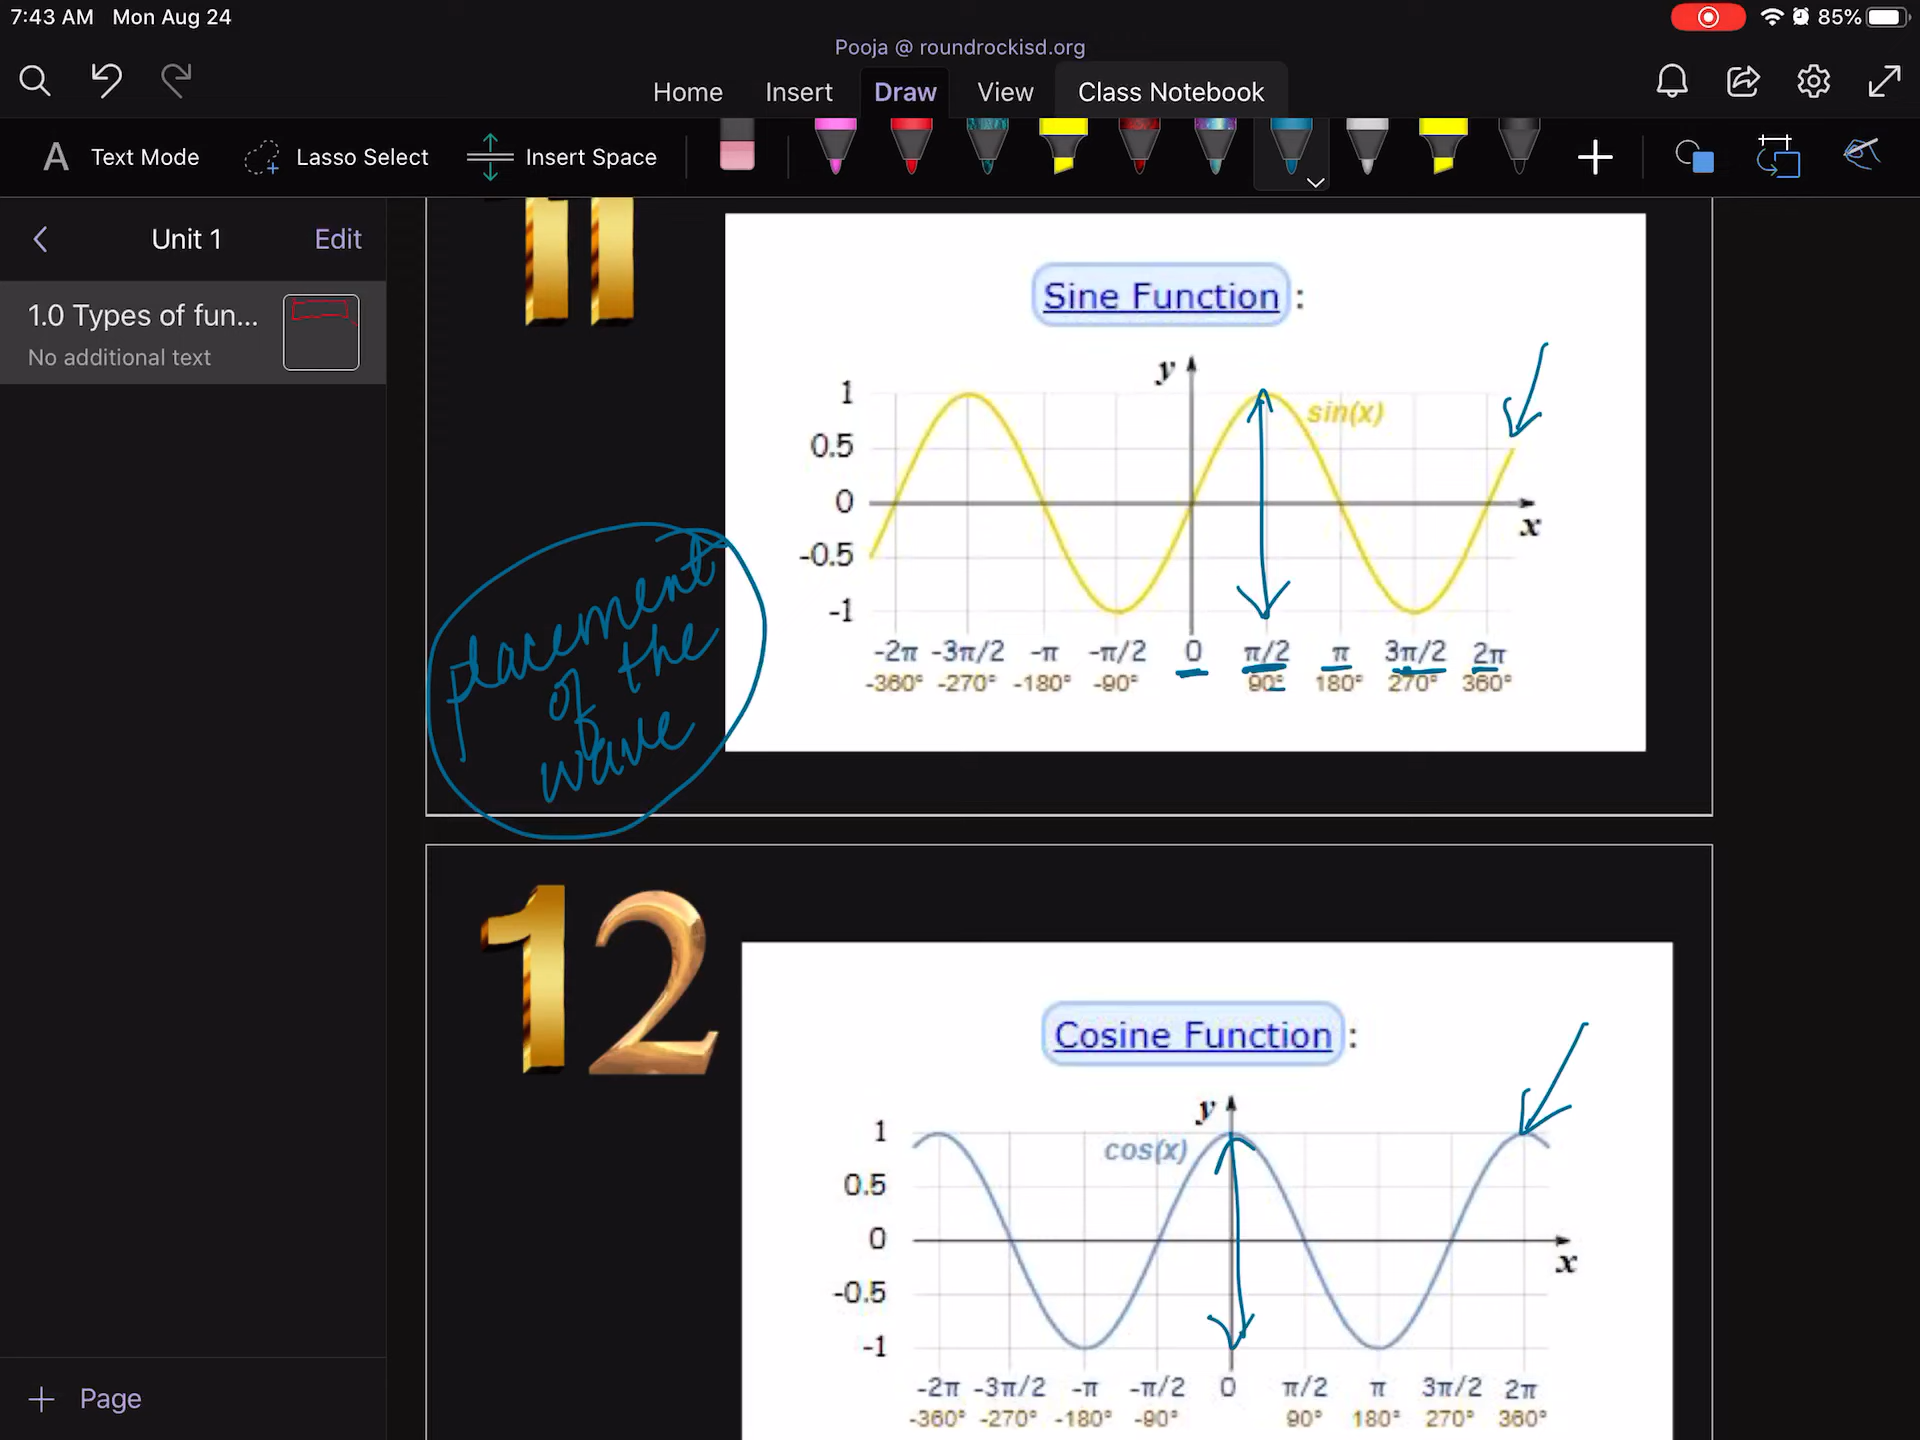 7:43 AM Mon Aug 24
85%
Pooja @ roundrockisd.org
Home Insert Draw View Class Notebook
A Text Mode Lasso Select Insert Space
Unit 1 Edit
1.0 Types of fun...
No additional text
11
Sine Function :
y
sin(x)
1
0.5
0
-0.5
-1
x
-2π -3π/2 -π -π/2 0 π/2 π 3π/2 2π
-360° -270° -180° -90° 90° 180° 270° 360°
placement
of the
wave
12
Cosine Function :
y
cos(x)
1
0.5
0
-0.5
-1
x
-2π -3π/2 -π -π/2 0 π/2 π 3π/2 2π
-360° -270° -180° -90° 90° 180° 270° 360°
+ Page